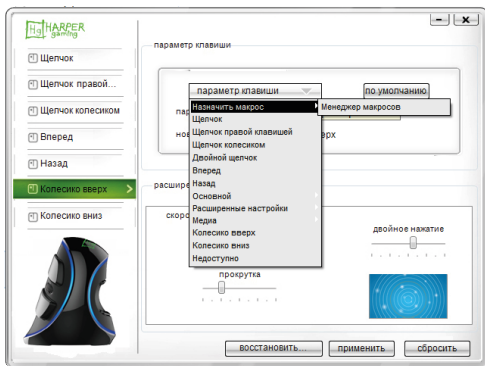 Hg HARPER
gaming
Щелчок
Щелчок правой...
Щелчок колесиком
Вперед
Назад
Колесико вверх
Колесико вниз
параметр клавиши
параметр клавиши
по умолчанию
Назначить макрос
Менеджер макросов
Щелчок
Щелчок правой клавишей
Щелчок колесиком
Двойной щелчок
Вперед
Назад
Основной
Расширенные настройки
Медиа
Колесико вверх
Колесико вниз
Недоступно
двойное нажатие
прокрутка
восстановить...
применить
сбросить